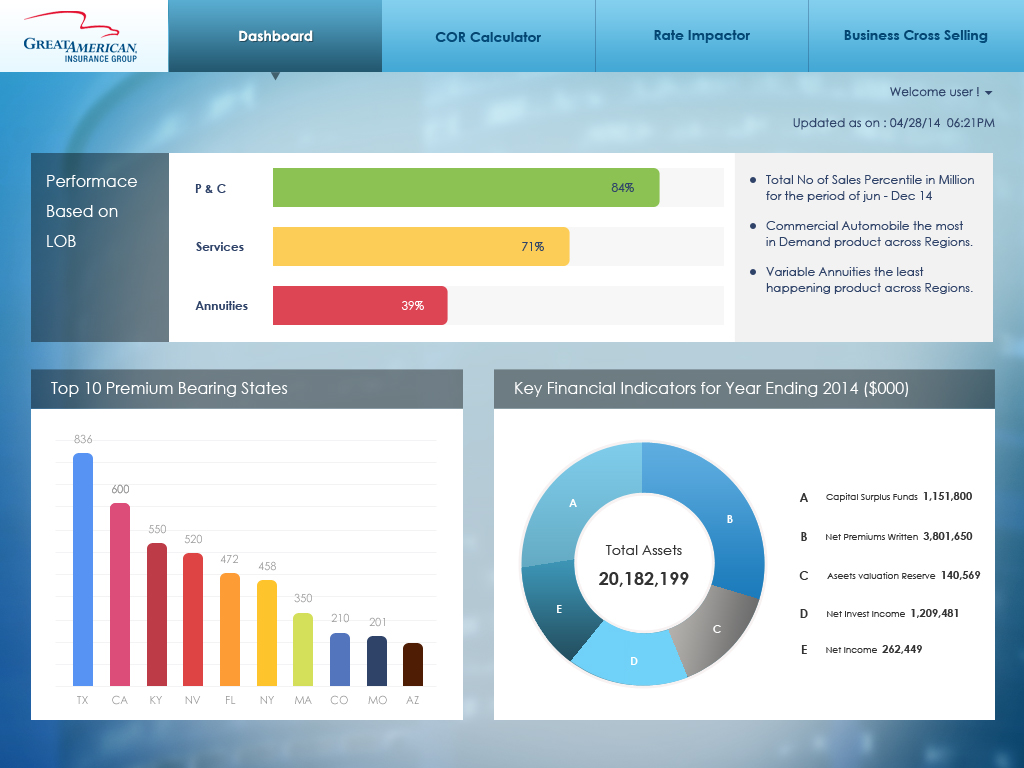 GREATAMERICAN.
INSURANCE GROUP
Dashboard
COR Calculator
Rate Impactor
Business Cross Selling
Welcome user !
Updated as on : 04/28/14 06:21PM
Performace
Based on
LOB
P & C
84%
Services
71%
Annuities
39%
Total No of Sales Percentile in Million
for the period of jun - Dec 14
Commercial Automobile the most
in Demand product across Regions.
Variable Annuities the least
happening product across Regions.
Top 10 Premium Bearing States
836
600
550
520
472
458
350
210
201
TX CA KY NV FL NY MA CO MO AZ
Key Financial Indicators for Year Ending 2014 ($000)
A
B
C
D
E
Total Assets
20,182,199
A Capital Surplus Funds 1,151,800
B Net Premiums Written 3,801,650
C Aseets valuation Reserve 140,569
D Net Invest Income 1,209,481
E Net Income 262,449